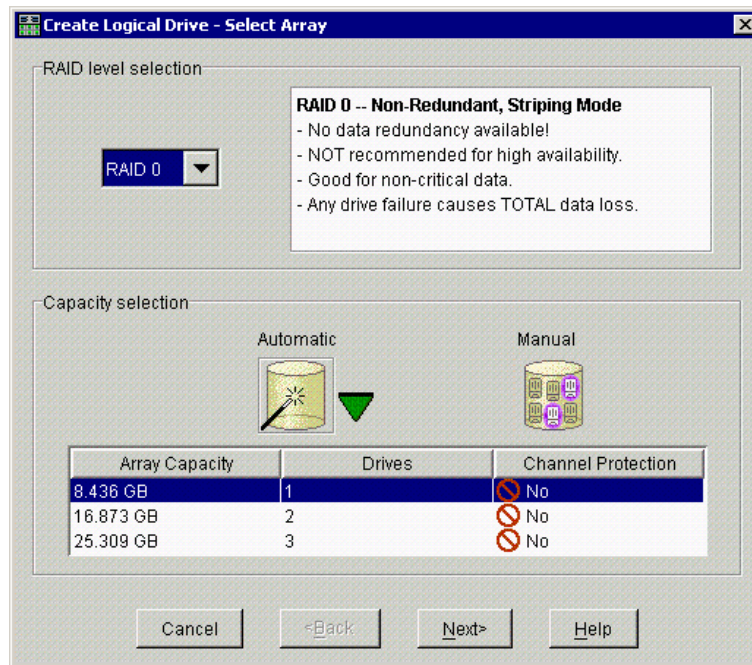 Create Logical Drive - Select Array
RAID level selection
RAID 0
RAID 0 -- Non-Redundant, Striping Mode
- No data redundancy available!
- NOT recommended for high availability.
- Good for non-critical data.
- Any drive failure causes TOTAL data loss.
Capacity selection
Automatic Manual
Array Capacity Drives Channel Protection
8.436 GB 1 No
16.873 GB 2 No
25.309 GB 3 No
Cancel <Back Next> Help